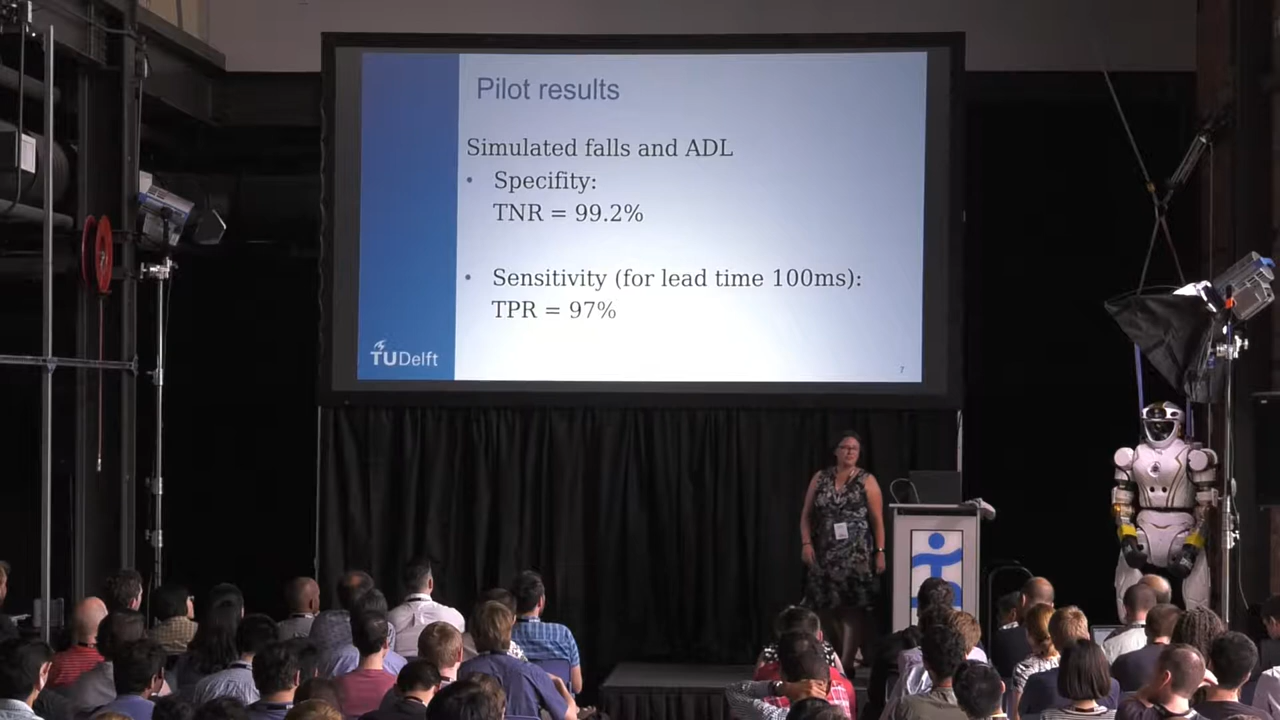 Pilot results
Simulated falls and ADL
• Specifity:
TNR = 99.2%
• Sensitivity (for lead time 100ms):
TPR = 97%
TUDelft
7